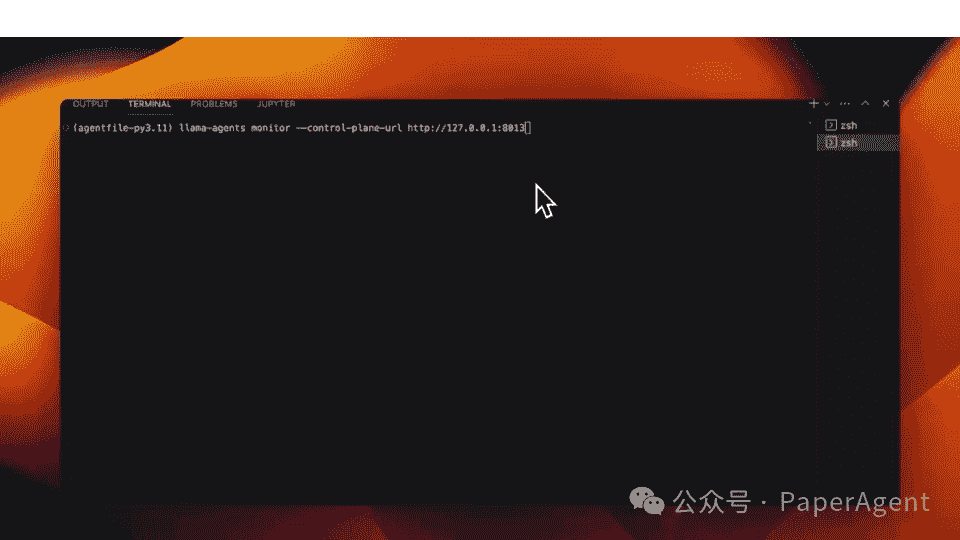 OUTPUT TERMINAL PROBLEMS JUPYTER
(agentfile-py3.11) llama-agents monitor --control-plane-url http://127.0.0.1:8013
zsh
zsh
公众号 · PaperAgent